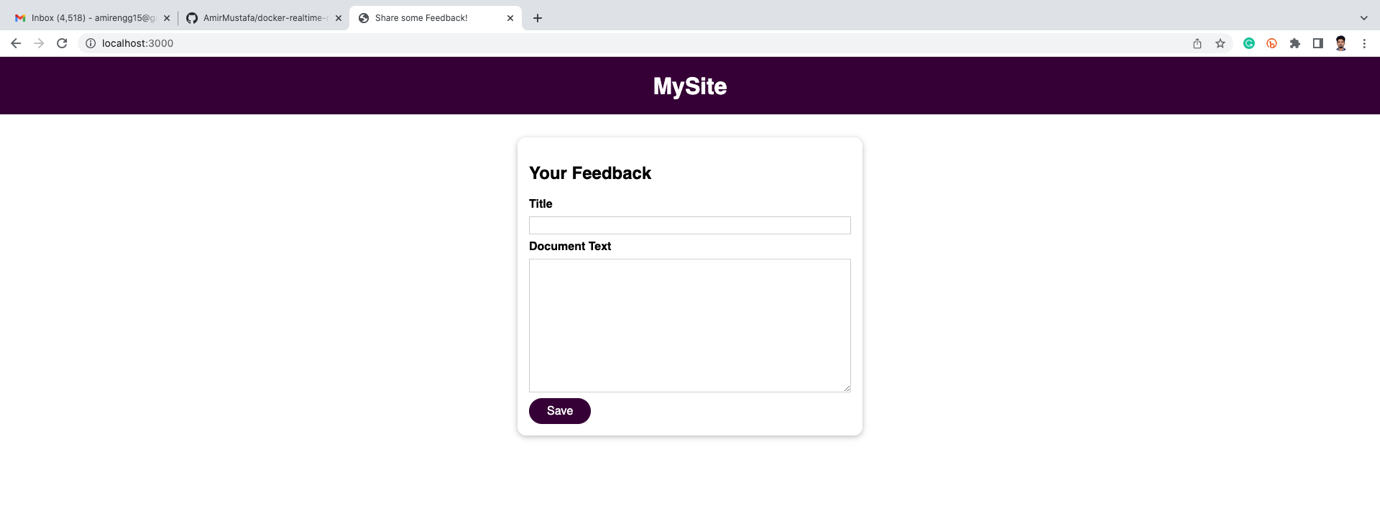 Inbox (4,518) - amirengg15@g
AmirMustafa/docker-realtime-
Share some Feedback!
localhost:3000
MySite
Your Feedback
Title
Document Text
Save